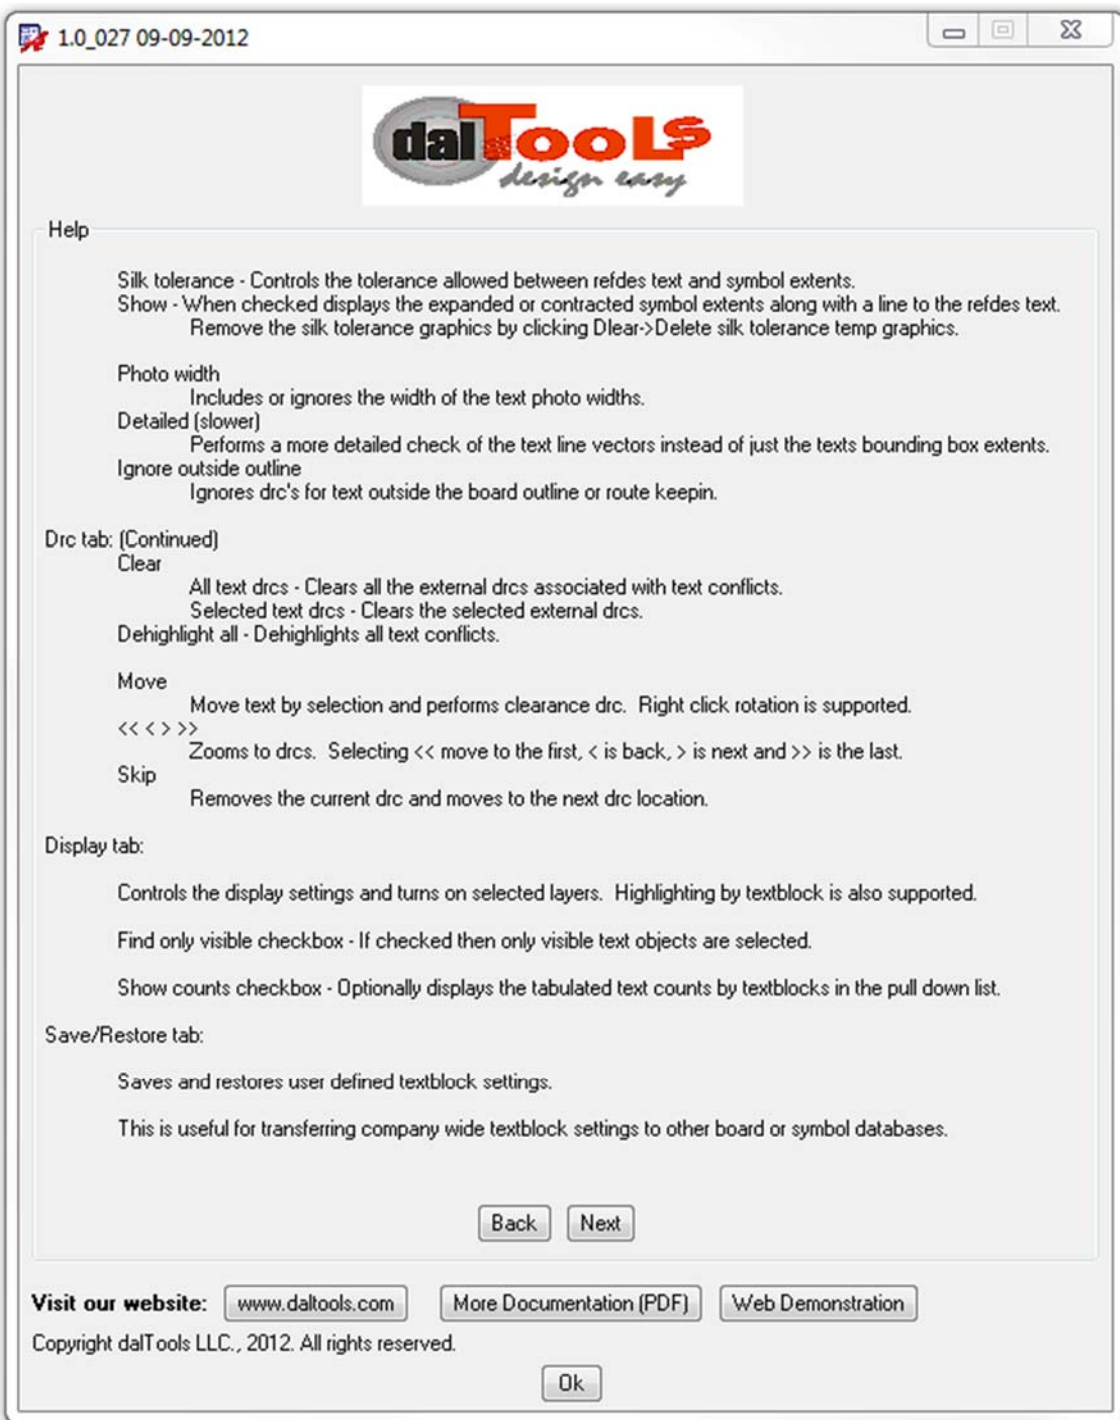 1.0_027 09-09-2012
dalTooLs
design easy
Help
Silk tolerance - Controls the tolerance allowed between refdes text and symbol extents.
Show - When checked displays the expanded or contracted symbol extents along with a line to the refdes text.
Remove the silk tolerance graphics by clicking Dlear->Delete silk tolerance temp graphics.
Photo width
Includes or ignores the width of the text photo widths.
Detailed (slower)
Performs a more detailed check of the text line vectors instead of just the texts bounding box extents.
Ignore outside outline
Ignores drc's for text outside the board outline or route keepin.
Drc tab: (Continued)
Clear
All text drcs - Clears all the external drcs associated with text conflicts.
Selected text drcs - Clears the selected external drcs.
Dehighlight all - Dehighlights all text conflicts.
Move
Move text by selection and performs clearance drc.  Right click rotation is supported.
<< < > >>
Zooms to drcs.  Selecting << move to the first, < is back, > is next and >> is the last.
Skip
Removes the current drc and moves to the next drc location.
Display tab:
Controls the display settings and turns on selected layers.  Highlighting by textblock is also supported.
Find only visible checkbox - If checked then only visible text objects are selected.
Show counts checkbox - Optionally displays the tabulated text counts by textblocks in the pull down list.
Save/Restore tab:
Saves and restores user defined textblock settings.
This is useful for transferring company wide textblock settings to other board or symbol databases.
Back Next
Visit our website: www.daltools.com More Documentation (PDF) Web Demonstration
Copyright dalTools LLC., 2012. All rights reserved.
Ok